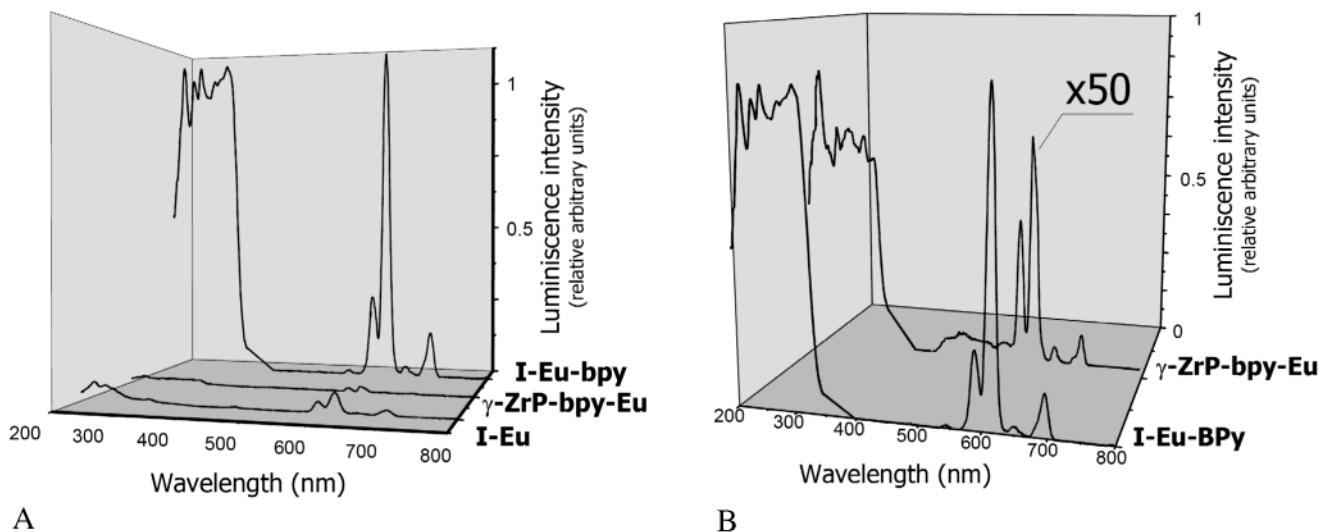 1
0.5
Luminiscence intensity
(relative arbitrary units)
I-Eu-bpy
γ-ZrP-bpy-Eu
I-Eu
200 300 400 500 600 700 800
Wavelength (nm)
A
1
x50
0.5
Luminiscence intensity
(relative arbitrary units)
0
γ-ZrP-bpy-Eu
I-Eu-BPy
200 300 400 500 600 700 800
Wavelength (nm)
B